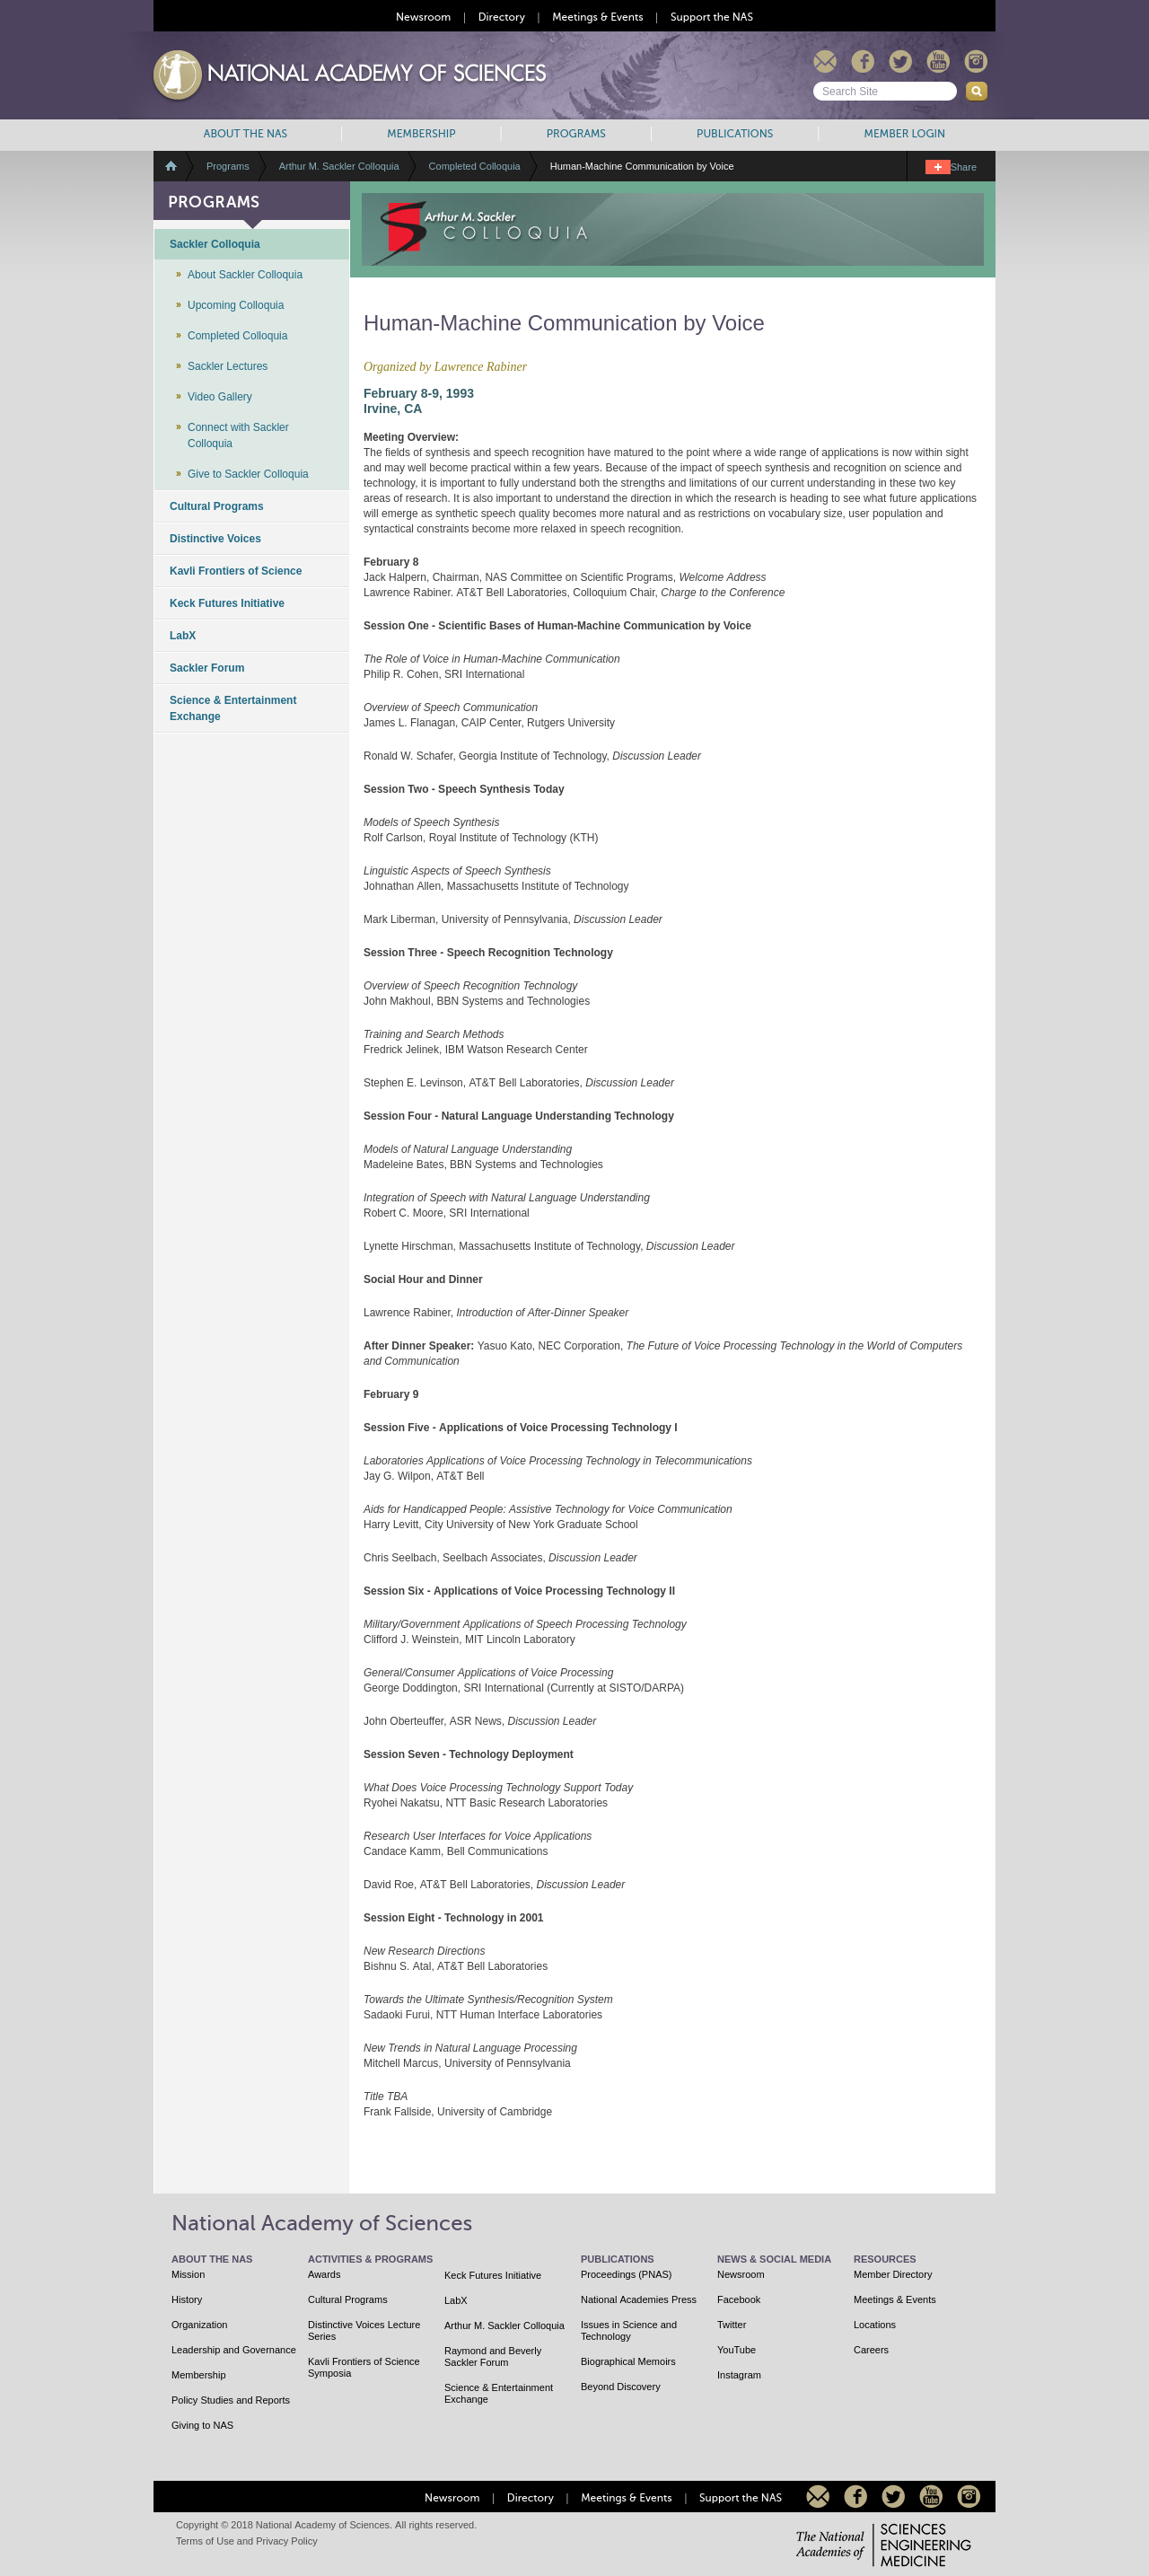 Newsroom | Directory | Meetings & Events | Support the NAS
NATIONAL ACADEMY OF SCIENCES
You Tube
Search Site
ABOUT THE NAS
MEMBERSHIP
PROGRAMS
PUBLICATIONS
MEMBER LOGIN
Programs
Arthur M. Sackler Colloquia
Completed Colloquia
Human-Machine Communication by Voice
Share
PROGRAMS
Sackler Colloquia
» About Sackler Colloquia
» Upcoming Colloquia
» Completed Colloquia
» Sackler Lectures
» Video Gallery
» Connect with Sackler
Colloquia
» Give to Sackler Colloquia
Cultural Programs
Distinctive Voices
Kavli Frontiers of Science
Keck Futures Initiative
LabX
Sackler Forum
Science & Entertainment
Exchange
Arthur M. Sackler
COLLOQUIA
Human-Machine Communication by Voice
Organized by Lawrence Rabiner
February 8-9, 1993
Irvine, CA
Meeting Overview:
The fields of synthesis and speech recognition have matured to the point where a wide range of applications is now within sight
and may well become practical within a few years. Because of the impact of speech synthesis and recognition on science and
technology, it is important to fully understand both the strengths and limitations of our current understanding in these two key
areas of research. It is also important to understand the direction in which the research is heading to see what future applications
will emerge as synthetic speech quality becomes more natural and as restrictions on vocabulary size, user population and
syntactical constraints become more relaxed in speech recognition.
February 8
Jack Halpern, Chairman, NAS Committee on Scientific Programs, Welcome Address
Lawrence Rabiner. AT&T Bell Laboratories, Colloquium Chair, Charge to the Conference
Session One - Scientific Bases of Human-Machine Communication by Voice
The Role of Voice in Human-Machine Communication
Philip R. Cohen, SRI International
Overview of Speech Communication
James L. Flanagan, CAIP Center, Rutgers University
Ronald W. Schafer, Georgia Institute of Technology, Discussion Leader
Session Two - Speech Synthesis Today
Models of Speech Synthesis
Rolf Carlson, Royal Institute of Technology (KTH)
Linguistic Aspects of Speech Synthesis
Johnathan Allen, Massachusetts Institute of Technology
Mark Liberman, University of Pennsylvania, Discussion Leader
Session Three - Speech Recognition Technology
Overview of Speech Recognition Technology
John Makhoul, BBN Systems and Technologies
Training and Search Methods
Fredrick Jelinek, IBM Watson Research Center
Stephen E. Levinson, AT&T Bell Laboratories, Discussion Leader
Session Four - Natural Language Understanding Technology
Models of Natural Language Understanding
Madeleine Bates, BBN Systems and Technologies
Integration of Speech with Natural Language Understanding
Robert C. Moore, SRI International
Lynette Hirschman, Massachusetts Institute of Technology, Discussion Leader
Social Hour and Dinner
Lawrence Rabiner, Introduction of After-Dinner Speaker
After Dinner Speaker: Yasuo Kato, NEC Corporation, The Future of Voice Processing Technology in the World of Computers
and Communication
February 9
Session Five - Applications of Voice Processing Technology I
Laboratories Applications of Voice Processing Technology in Telecommunications
Jay G. Wilpon, AT&T Bell
Aids for Handicapped People: Assistive Technology for Voice Communication
Harry Levitt, City University of New York Graduate School
Chris Seelbach, Seelbach Associates, Discussion Leader
Session Six - Applications of Voice Processing Technology II
Military/Government Applications of Speech Processing Technology
Clifford J. Weinstein, MIT Lincoln Laboratory
General/Consumer Applications of Voice Processing
George Doddington, SRI International (Currently at SISTO/DARPA)
John Oberteuffer, ASR News, Discussion Leader
Session Seven - Technology Deployment
What Does Voice Processing Technology Support Today
Ryohei Nakatsu, NTT Basic Research Laboratories
Research User Interfaces for Voice Applications
Candace Kamm, Bell Communications
David Roe, AT&T Bell Laboratories, Discussion Leader
Session Eight - Technology in 2001
New Research Directions
Bishnu S. Atal, AT&T Bell Laboratories
Towards the Ultimate Synthesis/Recognition System
Sadaoki Furui, NTT Human Interface Laboratories
New Trends in Natural Language Processing
Mitchell Marcus, University of Pennsylvania
Title TBA
Frank Fallside, University of Cambridge
National Academy of Sciences
ABOUT THE NAS
Mission
History
Organization
Leadership and Governance
Membership
Policy Studies and Reports
Giving to NAS
ACTIVITIES & PROGRAMS
Awards
Cultural Programs
Distinctive Voices Lecture
Series
Kavli Frontiers of Science
Symposia
Keck Futures Initiative
LabX
Arthur M. Sackler Colloquia
Raymond and Beverly
Sackler Forum
Science & Entertainment
Exchange
PUBLICATIONS
Proceedings (PNAS)
National Academies Press
Issues in Science and
Technology
Biographical Memoirs
Beyond Discovery
NEWS & SOCIAL MEDIA
Newsroom
Facebook
Twitter
YouTube
Instagram
RESOURCES
Member Directory
Meetings & Events
Locations
Careers
Newsroom | Directory | Meetings & Events | Support the NAS
You Tube
Copyright © 2018 National Academy of Sciences. All rights reserved.
Terms of Use and Privacy Policy
The National
Academies of
SCIENCES
ENGINEERING
MEDICINE